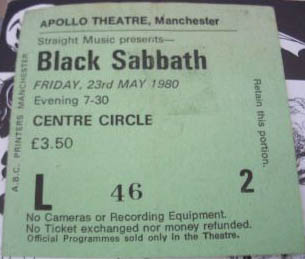 APOLLO THEATRE, Manchester
Straight Music presents—
Black Sabbath
FRIDAY, 23rd MAY 1980
Evening 7-30
CENTRE CIRCLE
£3.50
L 46 2
No Cameras or Recording Equipment.
No Ticket exchanged nor money refunded.
Official Programmes sold only in the Theatre.
A.B.C. PRINTERS MANCHESTER
Retain this portion.